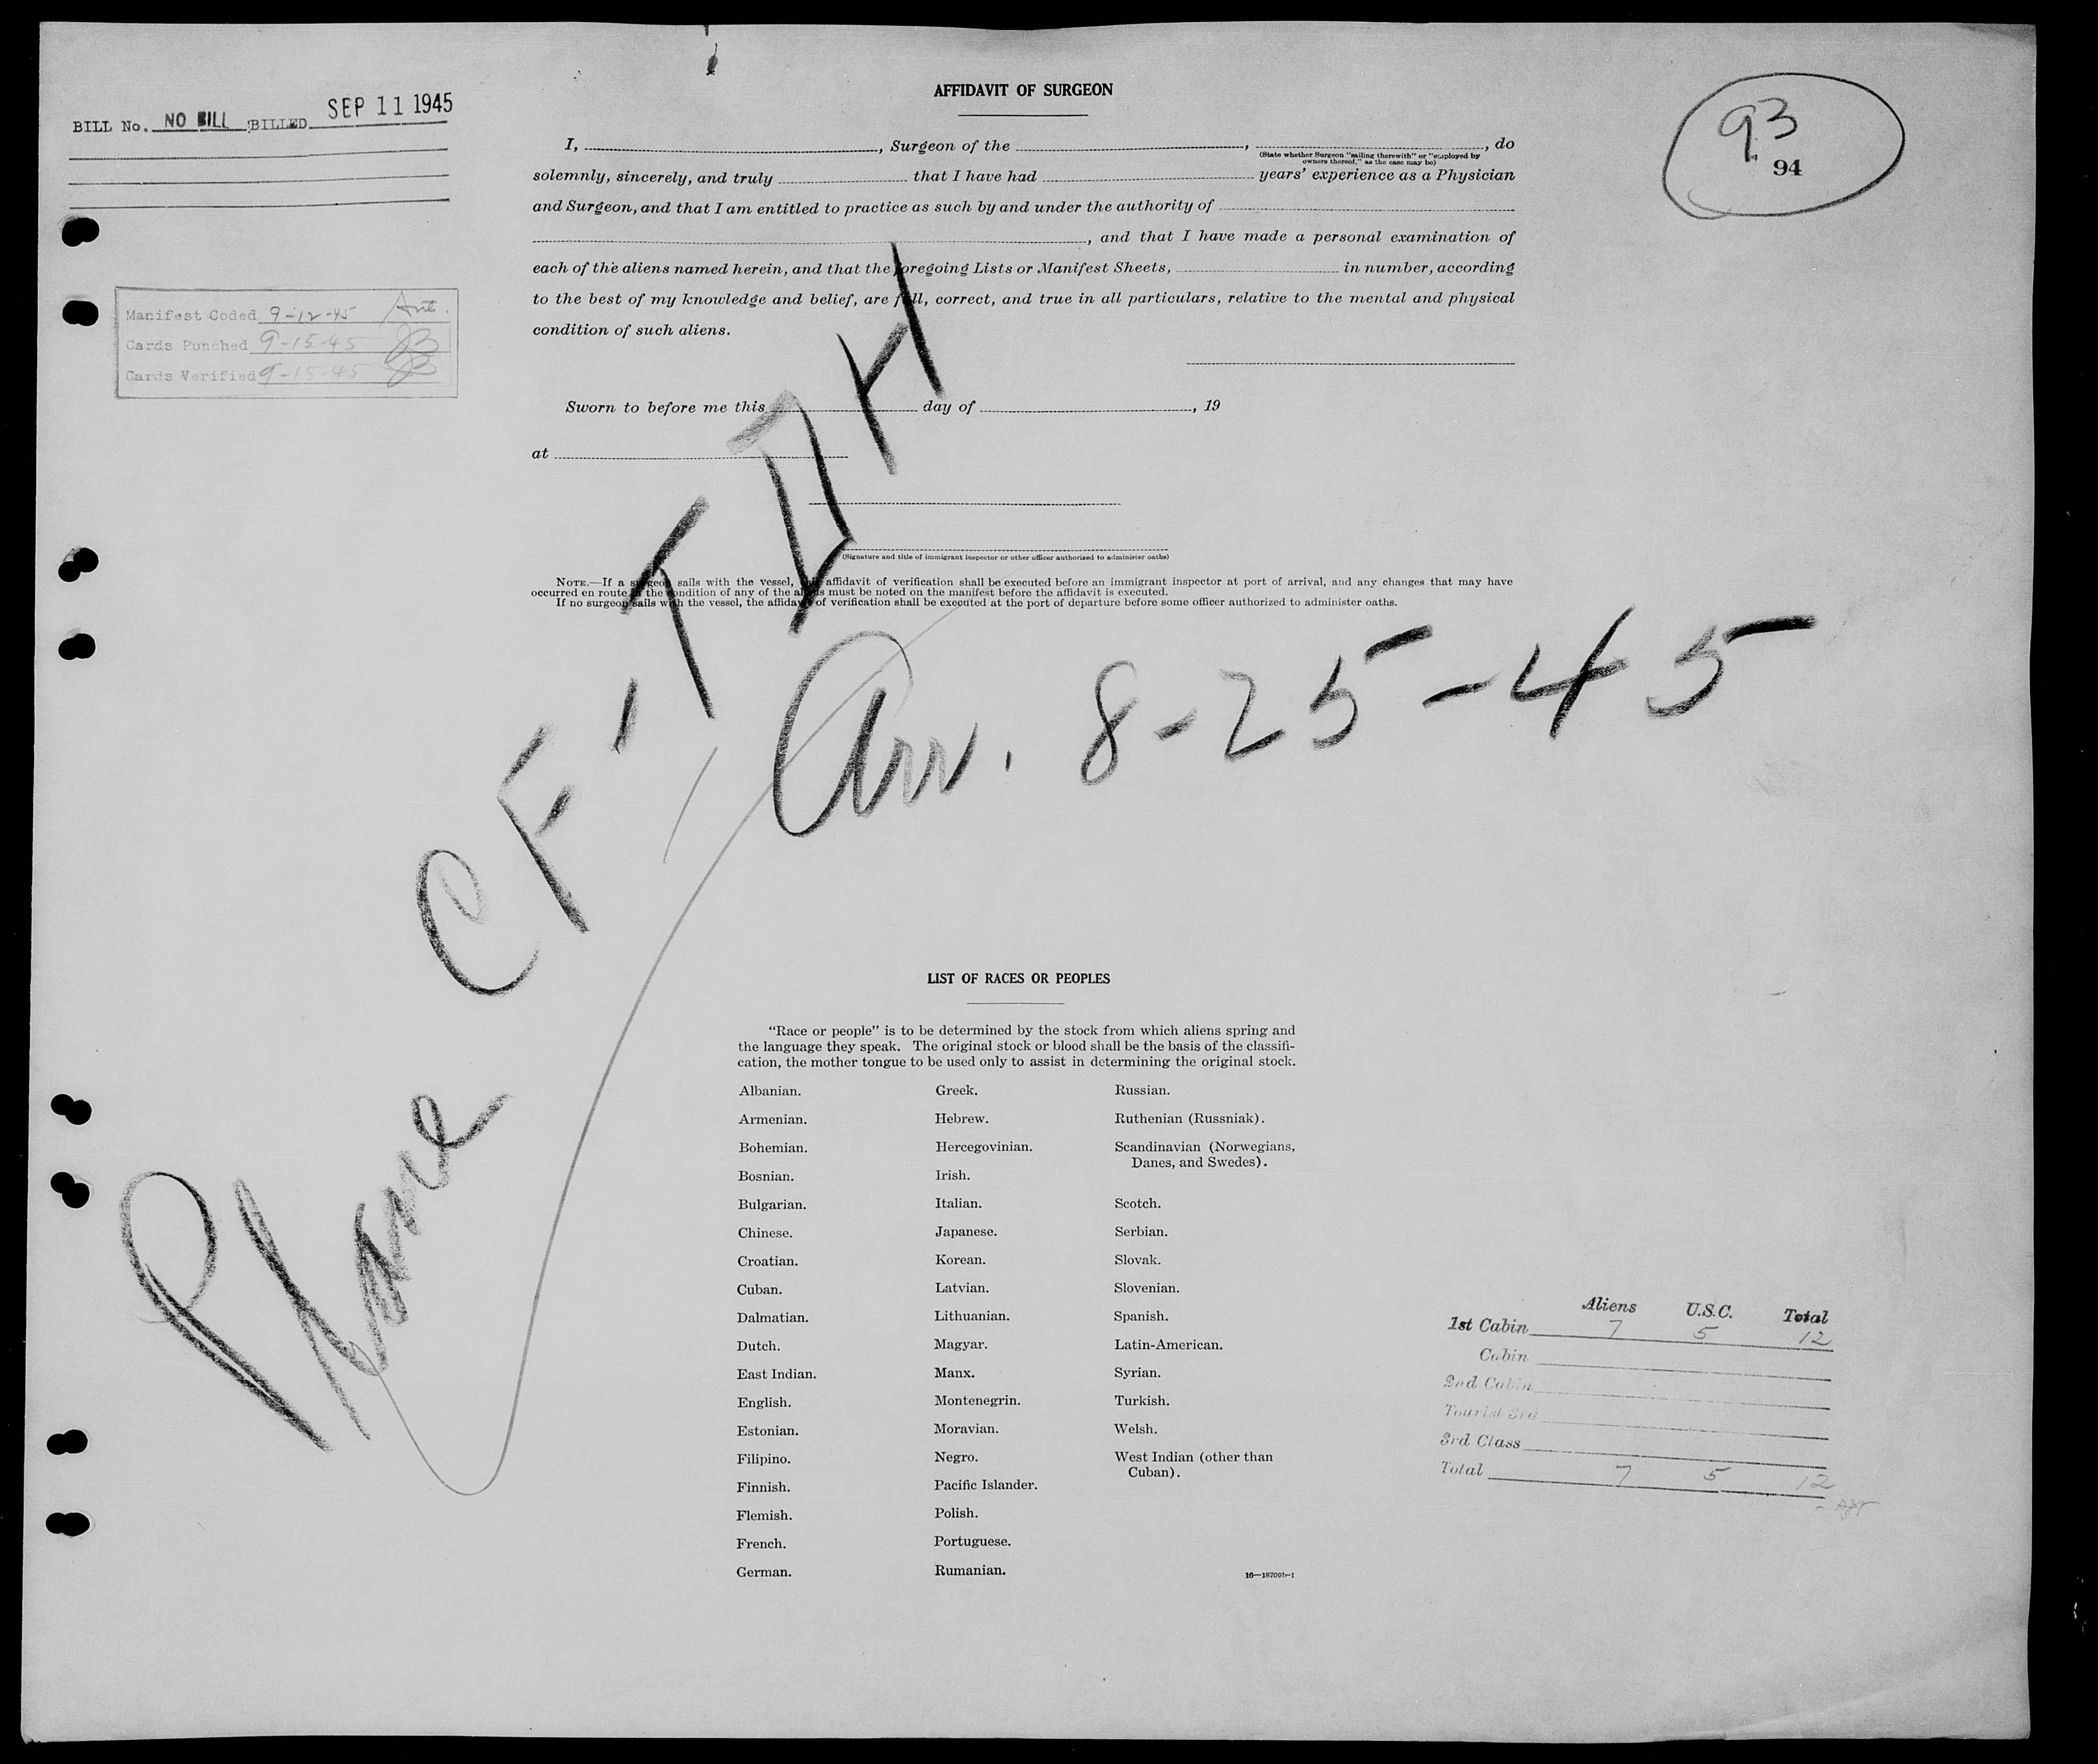 BILL No. NO BILL BILLED SEP 11 1945
AFFIDAVIT OF SURGEON
93
94
I, , Surgeon of the , , do
(State whether Surgeon "sailing therewith" or "employed by
owners thereof," as the case may be)
solemnly, sincerely, and truly that I have had years' experience as a Physician
and Surgeon, and that I am entitled to practice as such by and under the authority of
, and that I have made a personal examination of
each of the aliens named herein, and that the foregoing Lists or Manifest Sheets, in number, according
to the best of my knowledge and belief, are full, correct, and true in all particulars, relative to the mental and physical
condition of such aliens.
Manifest Coded 9-12-45
Cards Punched 9-15-45
Cards Verified 9-15-45
Sworn to before me this day of , 19
at
(Signature and title of immigrant inspector or other officer authorized to administer oaths)
NOTE.—If a surgeon sails with the vessel, this affidavit of verification shall be executed before an immigrant inspector at port of arrival, and any changes that may have
occurred en route in the condition of any of the aliens must be noted on the manifest before the affidavit is executed.
If no surgeon sails with the vessel, the affidavit of verification shall be executed at the port of departure before some officer authorized to administer oaths.
Plane CF-TDH
Arr. 8-25-45
LIST OF RACES OR PEOPLES
"Race or people" is to be determined by the stock from which aliens spring and
the language they speak. The original stock or blood shall be the basis of the classifi-
cation, the mother tongue to be used only to assist in determining the original stock.
Albanian.
Armenian.
Bohemian.
Bosnian.
Bulgarian.
Chinese.
Croatian.
Cuban.
Dalmatian.
Dutch.
East Indian.
English.
Estonian.
Filipino.
Finnish.
Flemish.
French.
German.
Greek.
Hebrew.
Hercegovinian.
Irish.
Italian.
Japanese.
Korean.
Latvian.
Lithuanian.
Magyar.
Manx.
Montenegrin.
Moravian.
Negro.
Pacific Islander.
Polish.
Portuguese.
Rumanian.
Russian.
Ruthenian (Russniak).
Scandinavian (Norwegians,
Danes, and Swedes).
Scotch.
Serbian.
Slovak.
Slovenian.
Spanish.
Latin-American.
Syrian.
Turkish.
Welsh.
West Indian (other than
Cuban).
Aliens U.S.C. Total
1st Cabin 7 5 12
Cabin
2nd Cabin
Tourist 3rd
3rd Class
Total 7 5 12